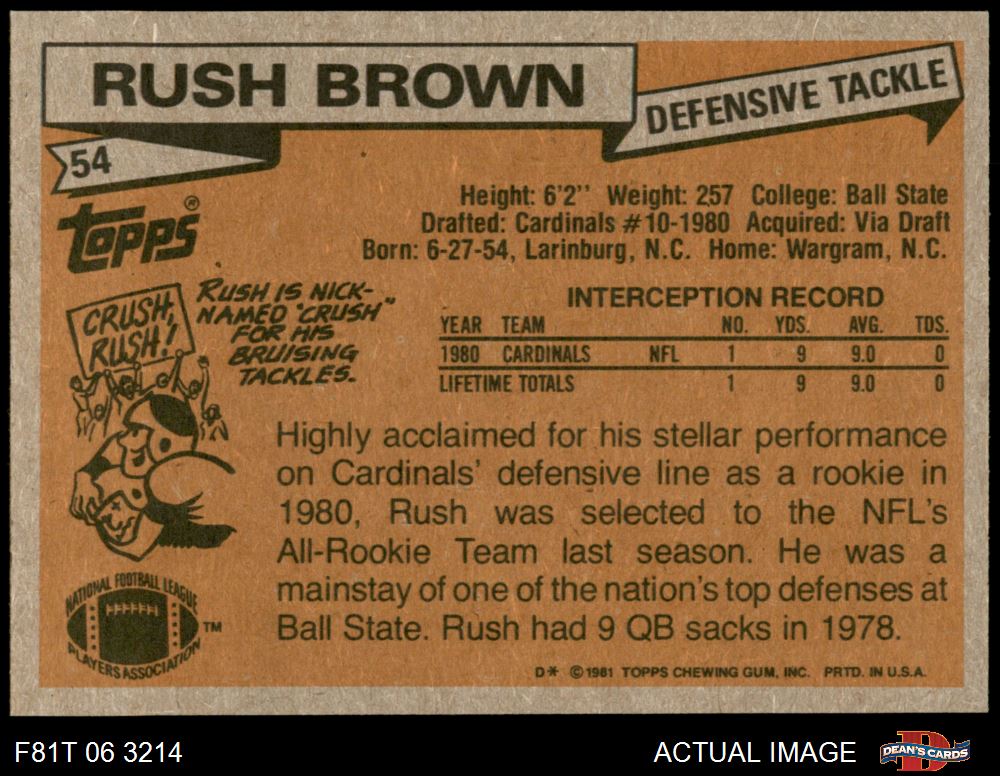 RUSH BROWN
DEFENSIVE TACKLE
54
TOPPS®
Height: 6'2'' Weight: 257 College: Ball State
Drafted: Cardinals #10-1980 Acquired: Via Draft
Born: 6-27-54, Larinburg, N.C. Home: Wargram, N.C.
CRUSH,
RUSH!
RUSH IS NICK-
NAMED "CRUSH"
FOR HIS
BRUISING
TACKLES.
INTERCEPTION RECORD
YEAR TEAM NO. YDS. AVG. TDS.
1980 CARDINALS NFL 1 9 9.0 0
LIFETIME TOTALS 1 9 9.0 0
Highly acclaimed for his stellar performance
on Cardinals' defensive line as a rookie in
1980, Rush was selected to the NFL's
All-Rookie Team last season. He was a
mainstay of one of the nation's top defenses at
Ball State. Rush had 9 QB sacks in 1978.
NATIONAL FOOTBALL LEAGUE
PLAYERS ASSOCIATION
TM
D* ©1981 TOPPS CHEWING GUM, INC. PRTD. IN U.S.A.
F81T 06 3214
ACTUAL IMAGE
D
DEAN'S CARDS